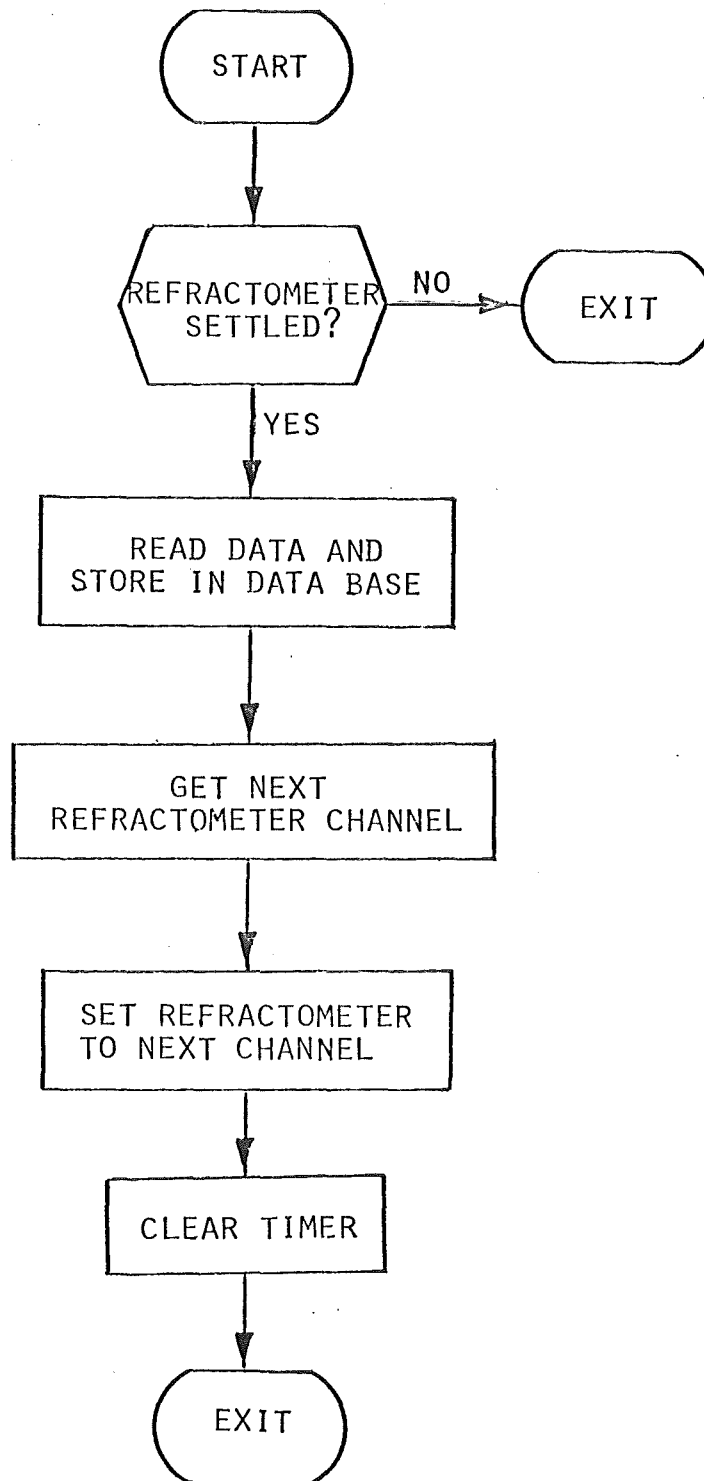 START
REFRACTOMETER
SETTLED?
NO
EXIT
YES
READ DATA AND
STORE IN DATA BASE
GET NEXT
REFRACTOMETER CHANNEL
SET REFRACTOMETER
TO NEXT CHANNEL
CLEAR TIMER
EXIT